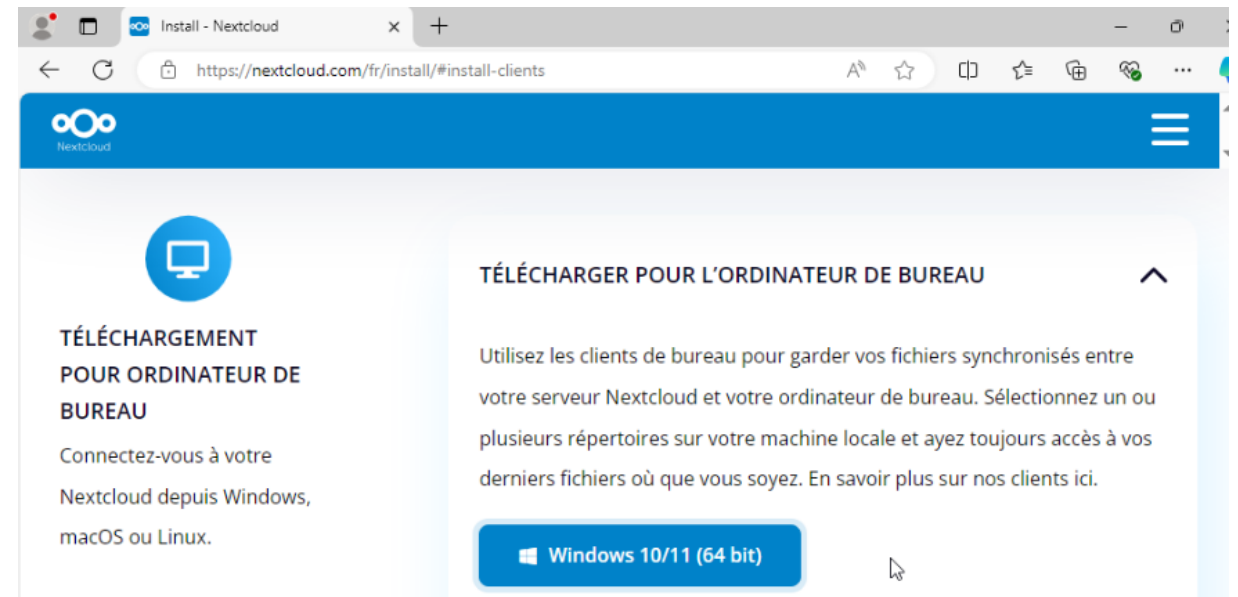 Install - Nextcloud
https://nextcloud.com/fr/install/#install-clients
Nextcloud
TÉLÉCHARGEMENT
POUR ORDINATEUR DE
BUREAU
Connectez-vous à votre
Nextcloud depuis Windows,
macOS ou Linux.
TÉLÉCHARGER POUR L’ORDINATEUR DE BUREAU
Utilisez les clients de bureau pour garder vos fichiers synchronisés entre
votre serveur Nextcloud et votre ordinateur de bureau. Sélectionnez un ou
plusieurs répertoires sur votre machine locale et ayez toujours accès à vos
derniers fichiers où que vous soyez. En savoir plus sur nos clients ici.
Windows 10/11 (64 bit)